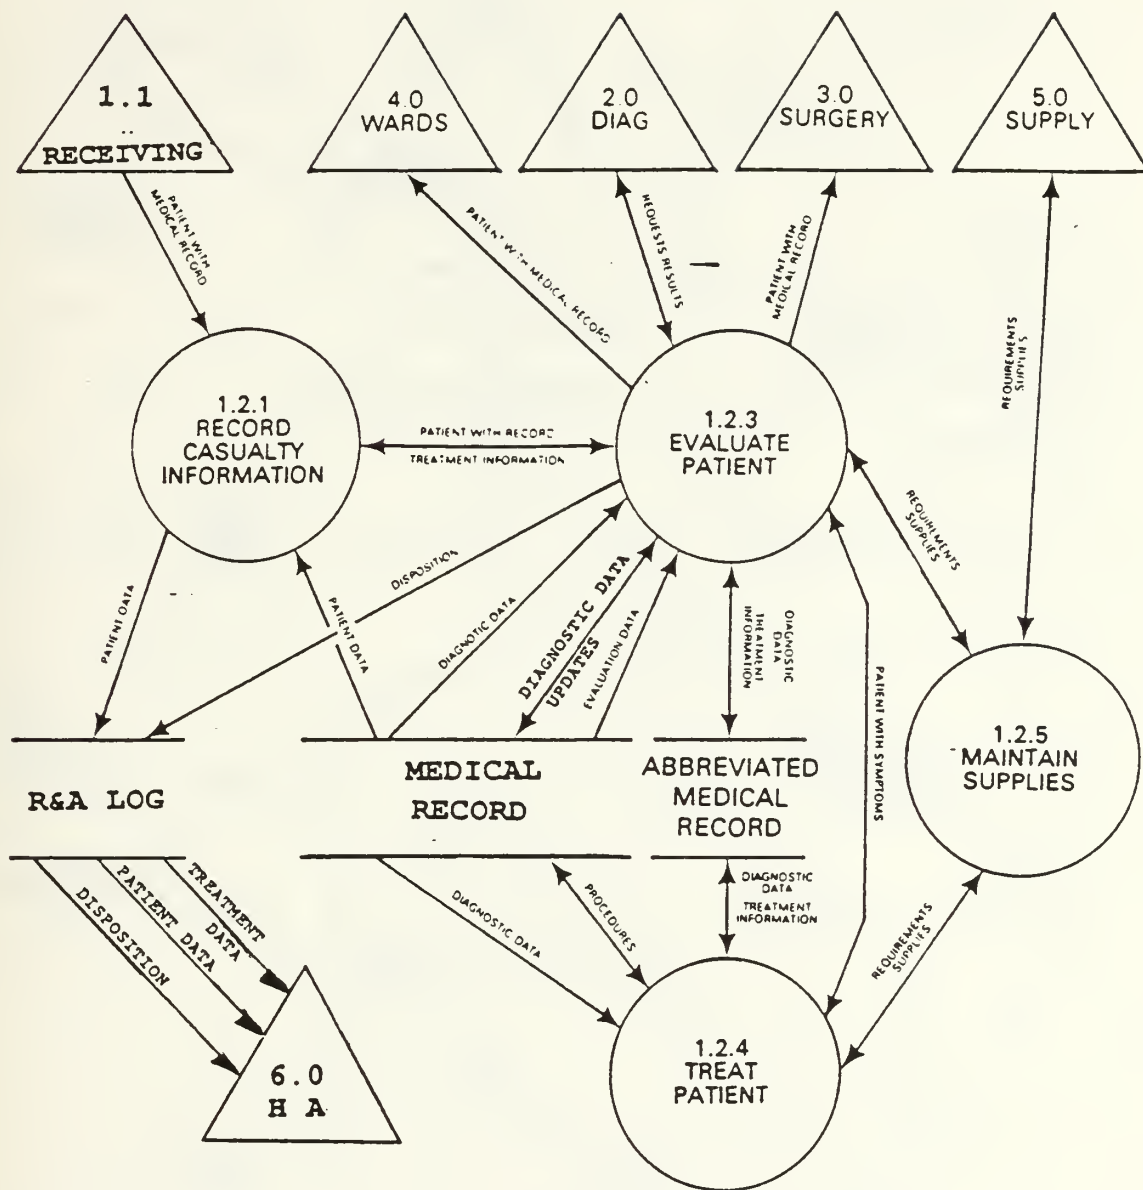 1.1
..
RECEIVING
4.0
WARDS
2.0
DIAG
3.0
SURGERY
5.0
SUPPLY
PATIENT WITH
MEDICAL RECORD
PATIENT WITH MEDICAL RECORD
REQUESTS RESULTS
PATIENT WITH
MEDICAL RECORD
REQUIREMENTS
SUPPLIES
1.2.1
RECORD
CASUALTY
INFORMATION
PATIENT WITH RECORD
TREATMENT INFORMATION
1.2.3
EVALUATE
PATIENT
REQUIREMENTS
SUPPLIES
PATIENT DATA
DISPOSITION
PATIENT DATA
DIAGNOTIC DATA
DIAGNOSTIC DATA
UPDATES
EVALUATION DATA
DIAGNOSTIC
DATA
TREATMENT
INFORMATION
PATIENT WITH SYMPTOMS
1.2.5
MAINTAIN
SUPPLIES
R&A LOG
MEDICAL
RECORD
ABBREVIATED
MEDICAL
RECORD
DISPOSITION
PATIENT DATA
TREATMENT
DATA
DIAGNOSTIC DATA
PROCEDURES
DIAGNOSTIC
DATA
TREATMENT
INFORMATION
REQUIREMENTS
SUPPLIES
6.0
H A
1.2.4
TREAT
PATIENT